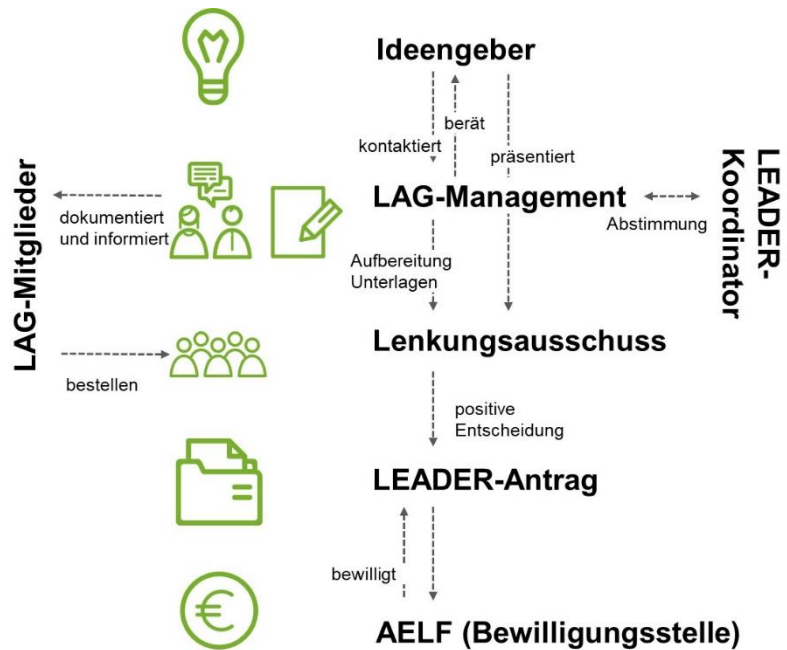 Ideengeber
berät
kontaktiert
präsentiert
LAG-Mitglieder
dokumentiert
und informiert
LAG-Management
Abstimmung
LEADER-
Koordinator
Aufbereitung
Unterlagen
Lenkungsausschuss
bestellen
positive
Entscheidung
LEADER-Antrag
bewilligt
€
AELF (Bewilligungsstelle)